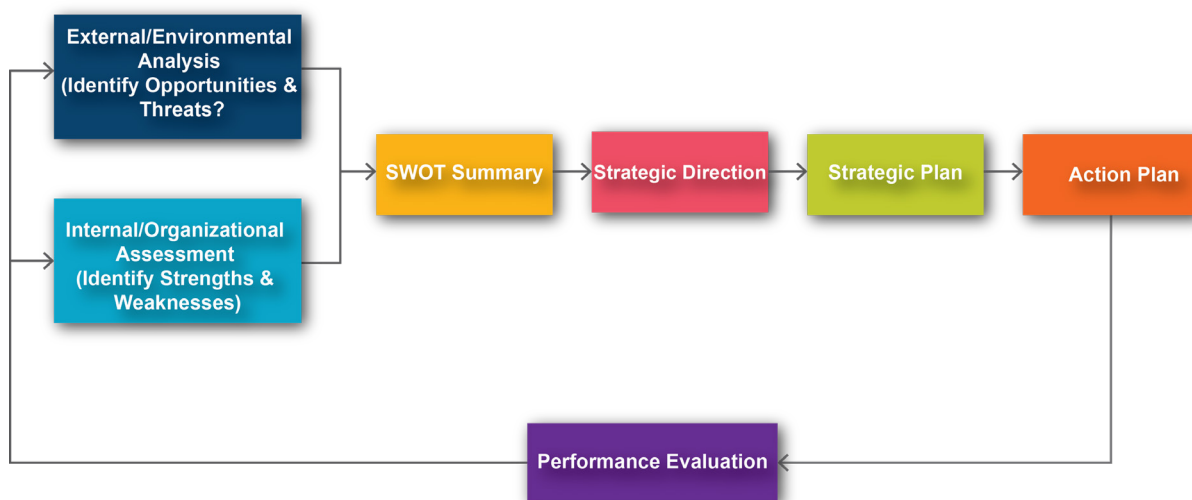 External/Environmental
Analysis
(Identify Opportunities &
Threats?
Internal/Organizational
Assessment
(Identify Strengths &
Weaknesses)
SWOT Summary
Strategic Direction
Strategic Plan
Action Plan
Performance Evaluation